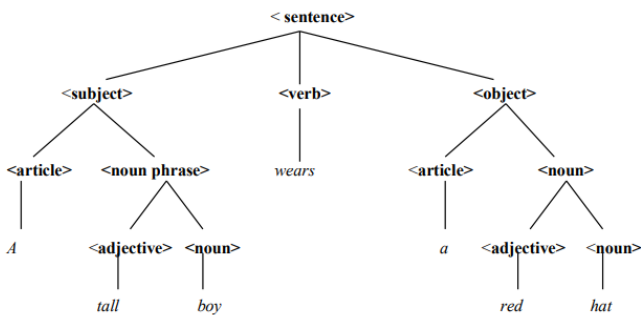 < sentence>
<subject> <verb> <object>
<article> <noun phrase> wears <article> <noun>
A <adjective> <noun> a <adjective> <noun>
tall boy red hat